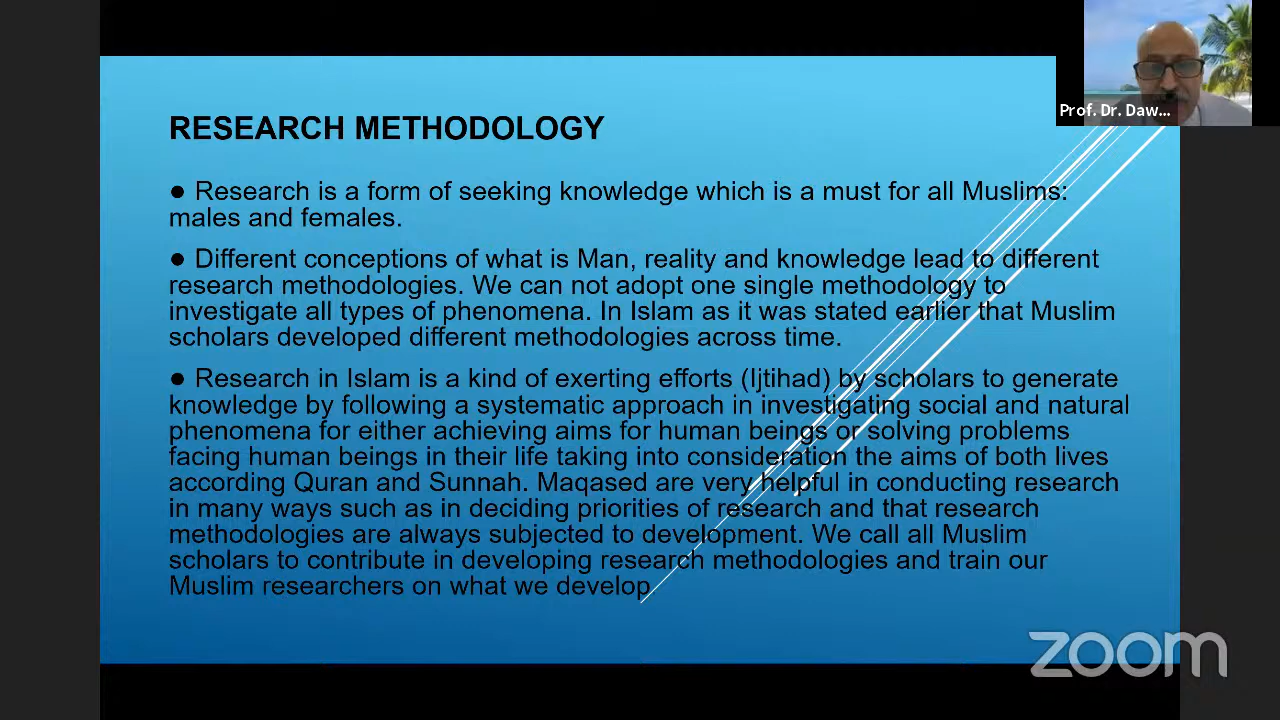 Prof. Dr. Daw...
RESEARCH METHODOLOGY
● Research is a form of seeking knowledge which is a must for all Muslims:
males and females.
● Different conceptions of what is Man, reality and knowledge lead to different
research methodologies. We can not adopt one single methodology to
investigate all types of phenomena. In Islam as it was stated earlier that Muslim
scholars developed different methodologies across time.
● Research in Islam is a kind of exerting efforts (Ijtihad) by scholars to generate
knowledge by following a systematic approach in investigating social and natural
phenomena for either achieving aims for human beings or solving problems
facing human beings in their life taking into consideration the aims of both lives
according Quran and Sunnah. Maqased are very helpful in conducting research
in many ways such as in deciding priorities of research and that research
methodologies are always subjected to development. We call all Muslim
scholars to contribute in developing research methodologies and train our
Muslim researchers on what we develop
zoom